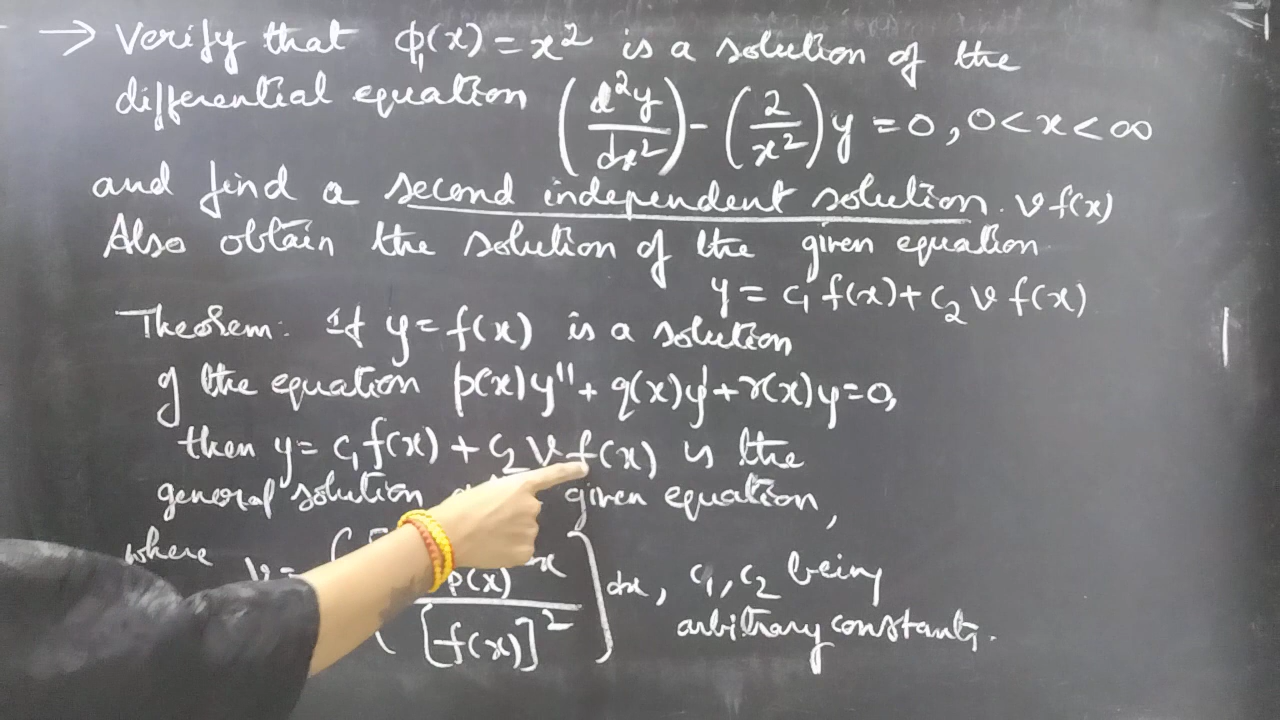 → Verify that φ₁(x) = x² is a solution of the
differential equation (d²y/dx²) - (2/x²)y = 0, 0 < x < ∞
and find a second independent solution. v f(x)
Also obtain the solution of the given equation
y = c₁ f(x) + c₂ v f(x)
Theorem: If y = f(x) is a solution
of the equation p(x)y'' + q(x)y' + r(x)y = 0,
then y = c₁ f(x) + c₂ v f(x) is the
general solution given equation,
where v = p(x) dx / [f(x)]² } dx, c₁, c₂ being
arbitrary constants.